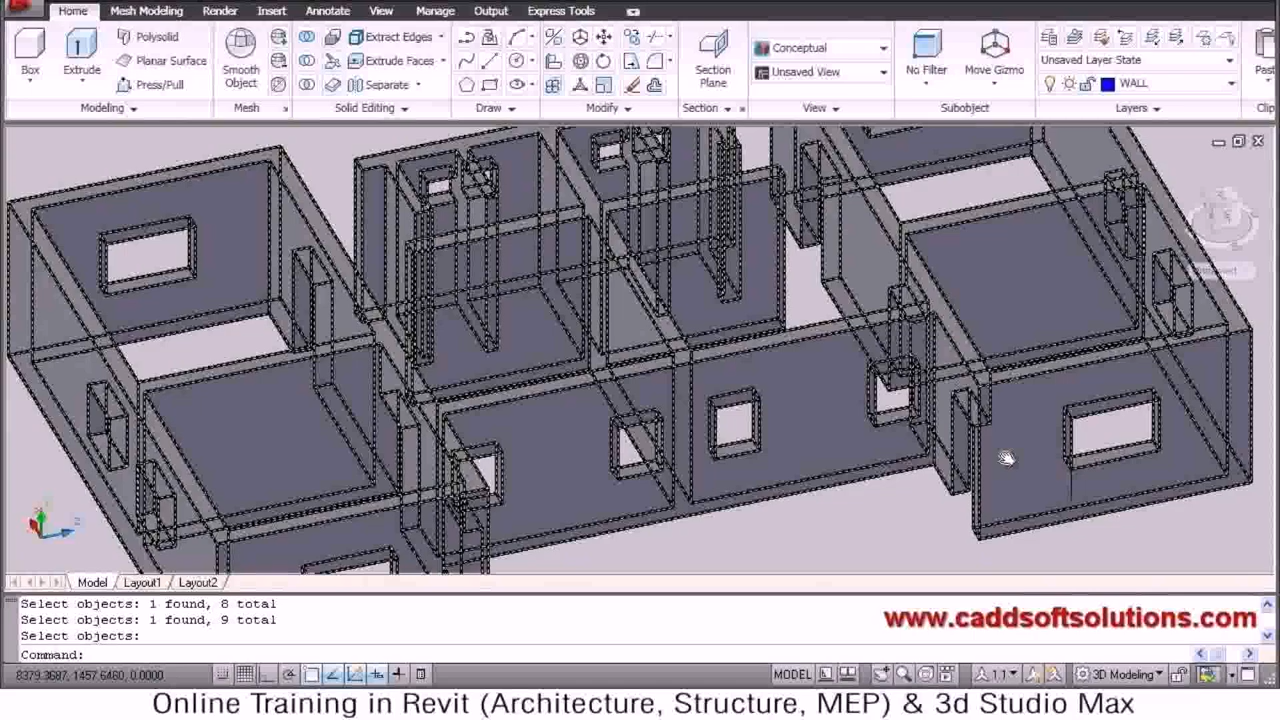 Home Mesh Modeling Render Insert Annotate View Manage Output Express Tools
Polysolid Extract Edges
Planar Surface Extrude Faces
Press/Pull Separate
Box Extrude Smooth Object Section Plane
Conceptual
Unsaved View
No Filter Move Gizmo
Unsaved Layer State
WALL
Modeling Mesh Solid Editing Draw Modify Section View Subobject Layers
Model Layout1 Layout2
Select objects: 1 found, 8 total
Select objects: 1 found, 9 total
Select objects:
Command:
www.caddsoftsolutions.com
8379.3687, 1457.6460, 0.0000 MODEL 1:1 3D Modeling
Online Training in Revit (Architecture, Structure, MEP) & 3d Studio Max